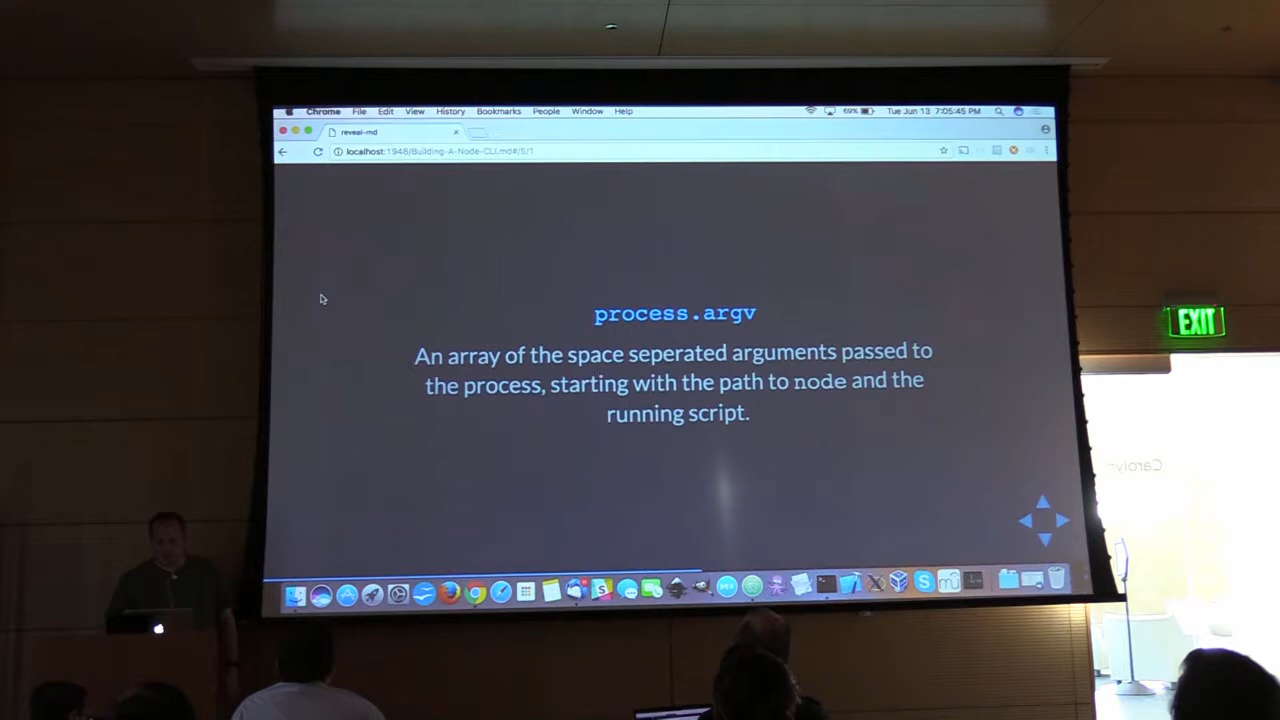 Chrome File Edit View History Bookmarks People Window Help 69% Tue Jun 13 7:05:45 PM
reveal-md
localhost:1948/Building-A-Node-CLI.md#/5/1
process.argv
An array of the space seperated arguments passed to
the process, starting with the path to node and the
running script.
EXIT
Carolyn